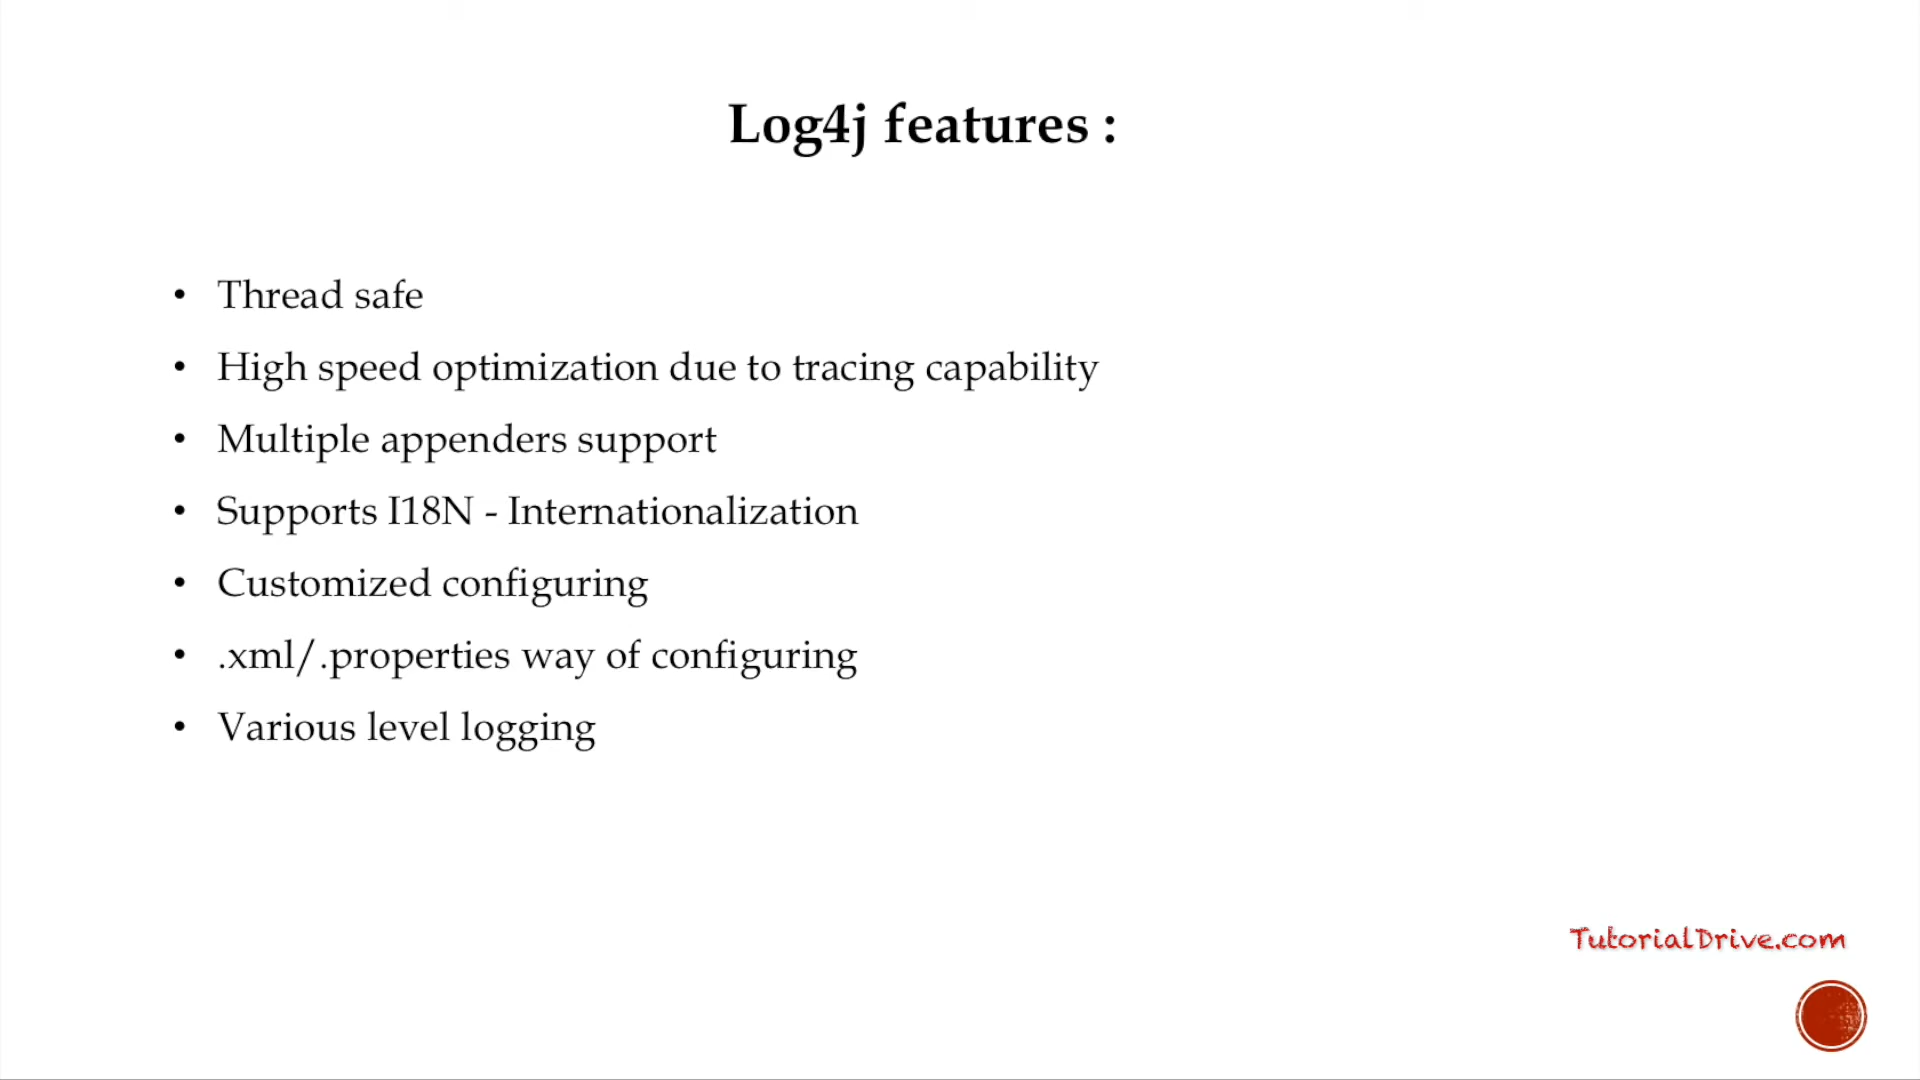 Log4j features :
• Thread safe
• High speed optimization due to tracing capability
• Multiple appenders support
• Supports I18N - Internationalization
• Customized configuring
• .xml/.properties way of configuring
• Various level logging
TutorialDrive.com